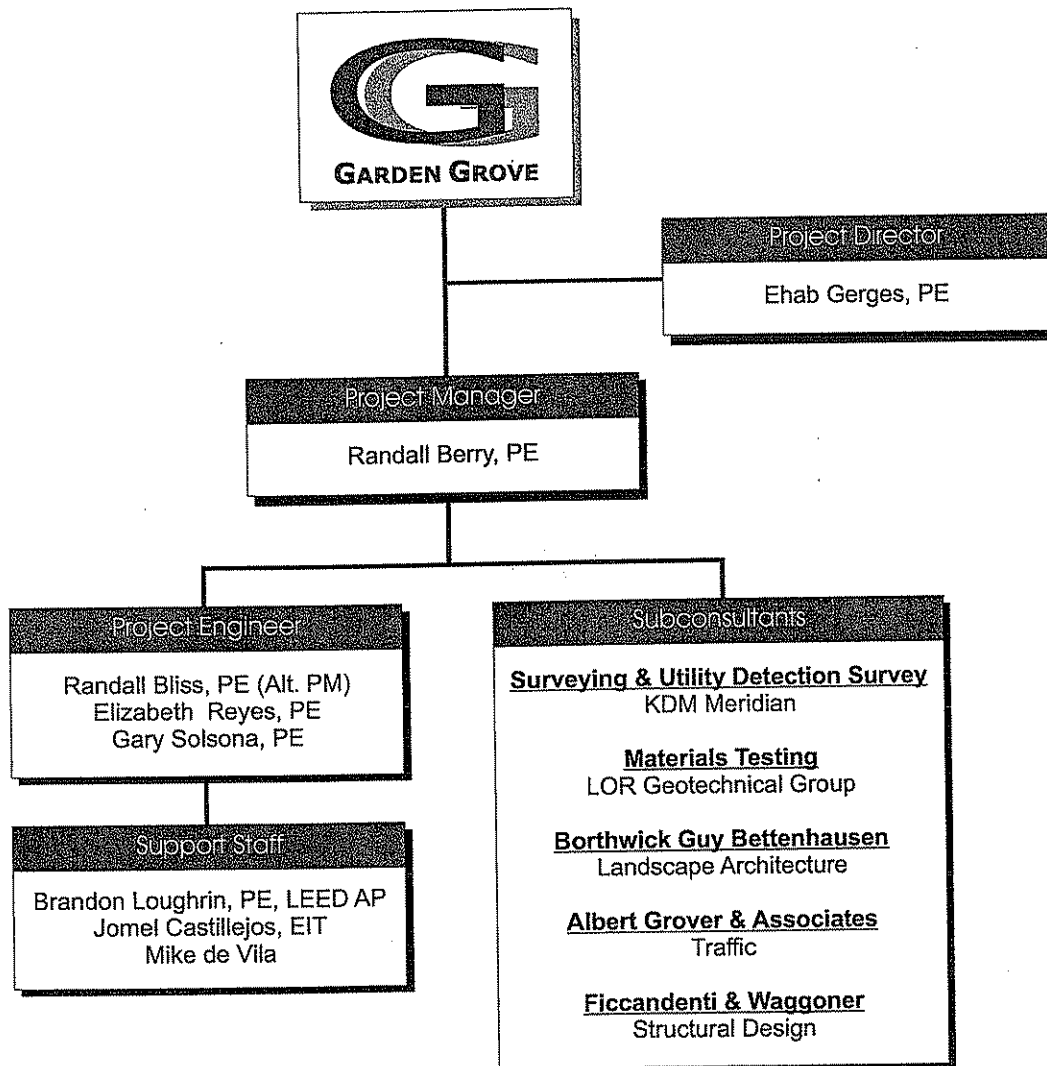 GARDEN GROVE
Project Director
Ehab Gerges, PE
Project Manager
Randall Berry, PE
Project Engineer
Randall Bliss, PE (Alt. PM)
Elizabeth Reyes, PE
Gary Solsona, PE
Support Staff
Brandon Loughrin, PE, LEED AP
Jomel Castillejos, EIT
Mike de Vila
Subconsultants
Surveying & Utility Detection Survey
KDM Meridian
Materials Testing
LOR Geotechnical Group
Borthwick Guy Bettenhausen
Landscape Architecture
Albert Grover & Associates
Traffic
Ficcandenti & Waggoner
Structural Design